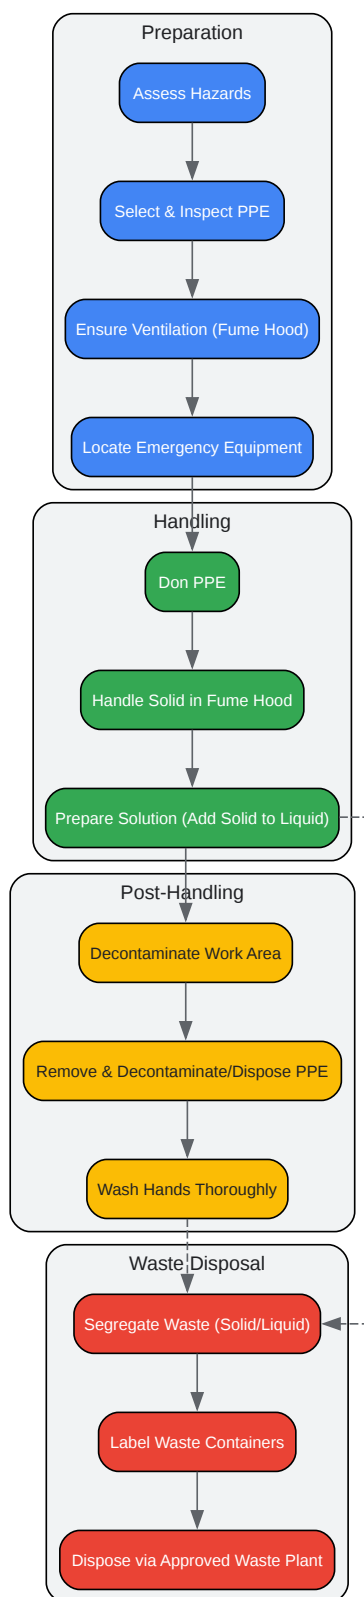 Preparation
Assess Hazards
Select & Inspect PPE
Ensure Ventilation (Fume Hood)
Locate Emergency Equipment
Handling
Don PPE
Handle Solid in Fume Hood
Prepare Solution (Add Solid to Liquid)
Post-Handling
Decontaminate Work Area
Remove & Decontaminate/Dispose PPE
Wash Hands Thoroughly
Waste Disposal
Segregate Waste (Solid/Liquid)
Label Waste Containers
Dispose via Approved Waste Plant